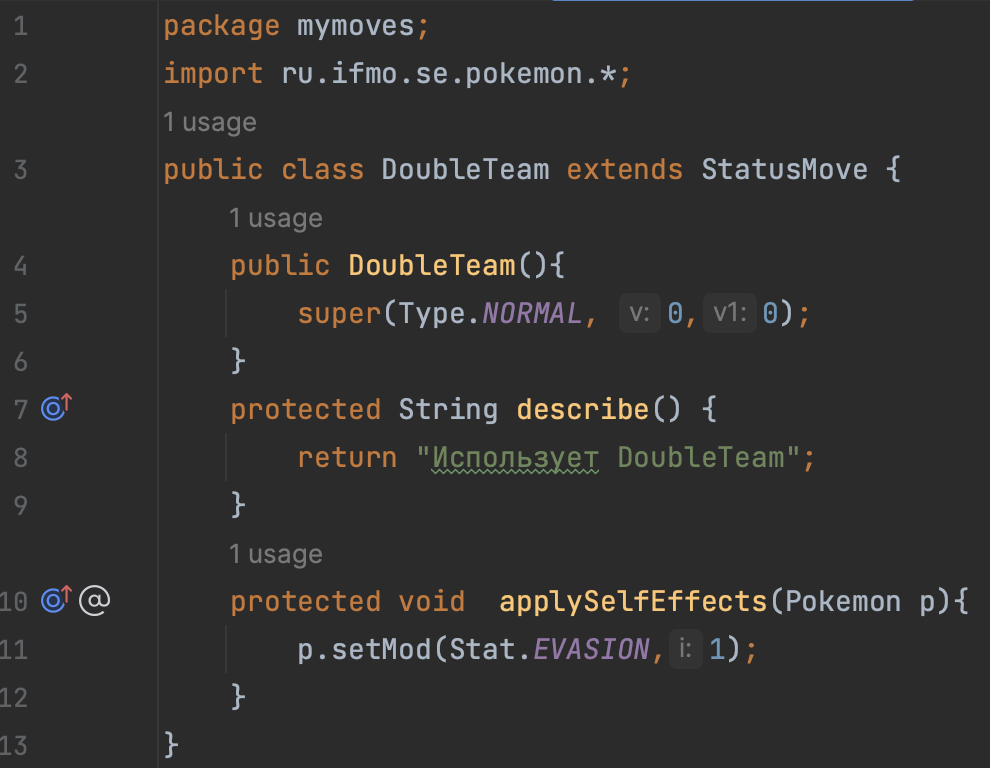 1 package mymoves;
2 import ru.ifmo.se.pokemon.*;
1 usage
3 public class DoubleTeam extends StatusMove {
1 usage
4 public DoubleTeam(){
5 super(Type.NORMAL, v: 0, v1: 0);
6 }
7 protected String describe() {
8 return "Использует DoubleTeam";
9 }
1 usage
10 @ protected void  applySelfEffects(Pokemon p){
11 p.setMod(Stat.EVASION, i: 1);
12 }
13 }